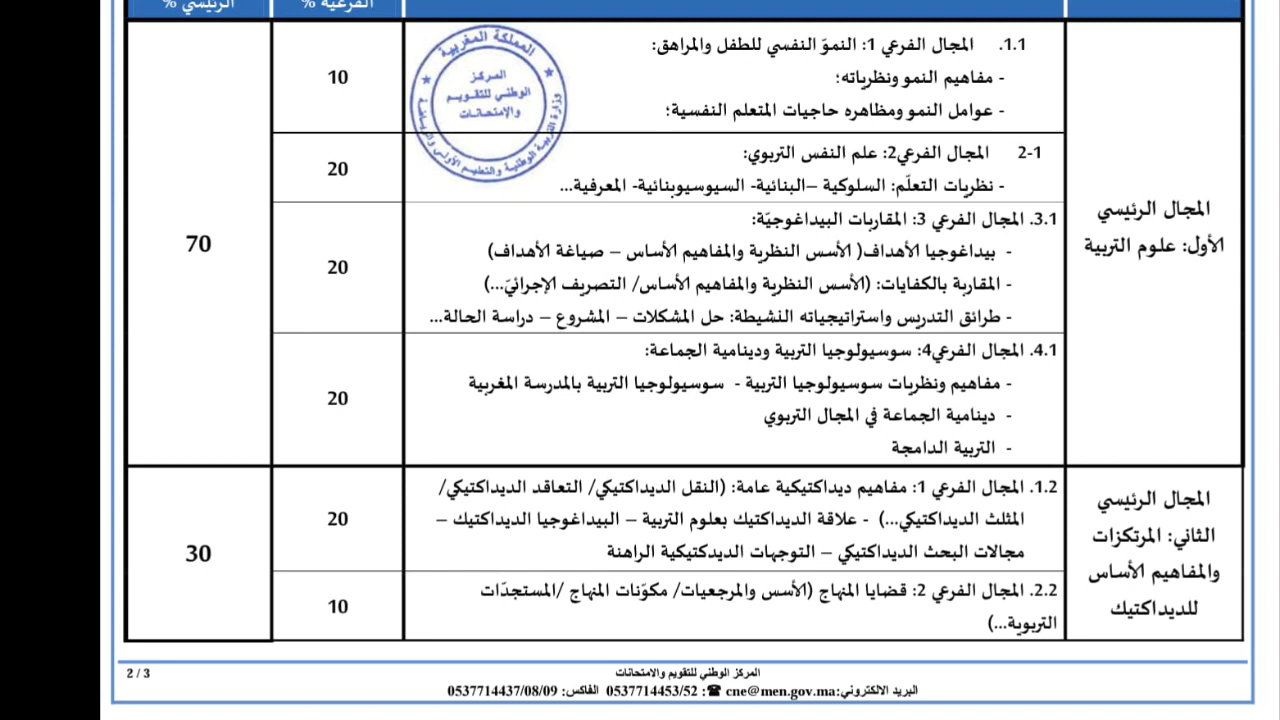 الفرعية %
الرئيسي %
المجال الرئيسي
الأول: علوم التربية
1.1. المجال الفرعي 1: النموّ النفسي للطفل والمراهق:
- مفاهيم النمو ونظرياته؛
- عوامل النمو ومظاهره حاجيات المتعلم النفسية؛
10
2-1 المجال الفرعي2: علم النفس التربوي:
- نظريات التعلّم: السلوكية –البنائية- السيوسيوبنائية- المعرفية...
20
3.1. المجال الفرعي 3: المقاربات البيداغوجيّة:
- بيداغوجيا الأهداف( الأسس النظرية والمفاهيم الأساس – صياغة الأهداف)
- المقاربة بالكفايات: (الأسس النظرية والمفاهيم الأساس/ التصريف الإجرائيّ...)
- طرائق التدريس واستراتيجياته النشيطة: حل المشكلات – المشروع – دراسة الحالة...
20
4.1. المجال الفرعي4: سوسيولوجيا التربية ودينامية الجماعة:
- مفاهيم ونظريات سوسيولوجيا التربية - سوسيولوجيا التربية بالمدرسة المغربية
- دينامية الجماعة في المجال التربوي
- التربية الدامجة
20
70
المملكة المغربية
المركز
الوطني للتقويم
والامتحانات
وزارة التربية الوطنية والتعليم الأولي والرياضة
المجال الرئيسي
الثاني: المرتكزات
والمفاهيم الأساس
للديداكتيك
1.2. المجال الفرعي 1: مفاهيم ديداكتيكية عامة: (النقل الديداكتيكي/ التعاقد الديداكتيكي/
المثلث الديداكتيكي...) - علاقة الديداكتيك بعلوم التربية – البيداغوجيا الديداكتيك –
مجالات البحث الديداكتيكي – التوجهات الديدكتيكية الراهنة
20
2.2. المجال الفرعي 2: قضايا المنهاج (الأسس والمرجعيات/ مكوّنات المنهاج /المستجدّات
التربوية...)
10
30
المركز الوطني للتقويم والامتحانات
البريد الالكتروني:cne@men.gov.ma ☎: 0537714453/52 الفاكس: 0537714437/08/09
2 / 3